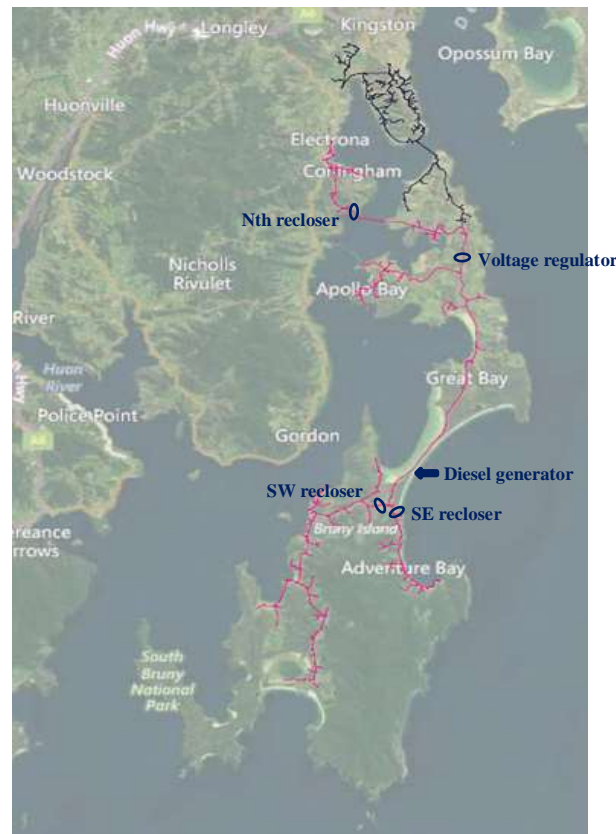 Kingston
Huon Hwy
Longley
Opossum Bay
Huonville
Electrona
Woodstock
Nth recloser
Voltage regulator
Nicholls
Rivulet
Apollo Bay
River
Huon
River
Great Bay
Police Point
Gordon
Diesel generator
SW recloser
SE recloser
Bruny Island
Adventure Bay
South
Bruny
National
Park